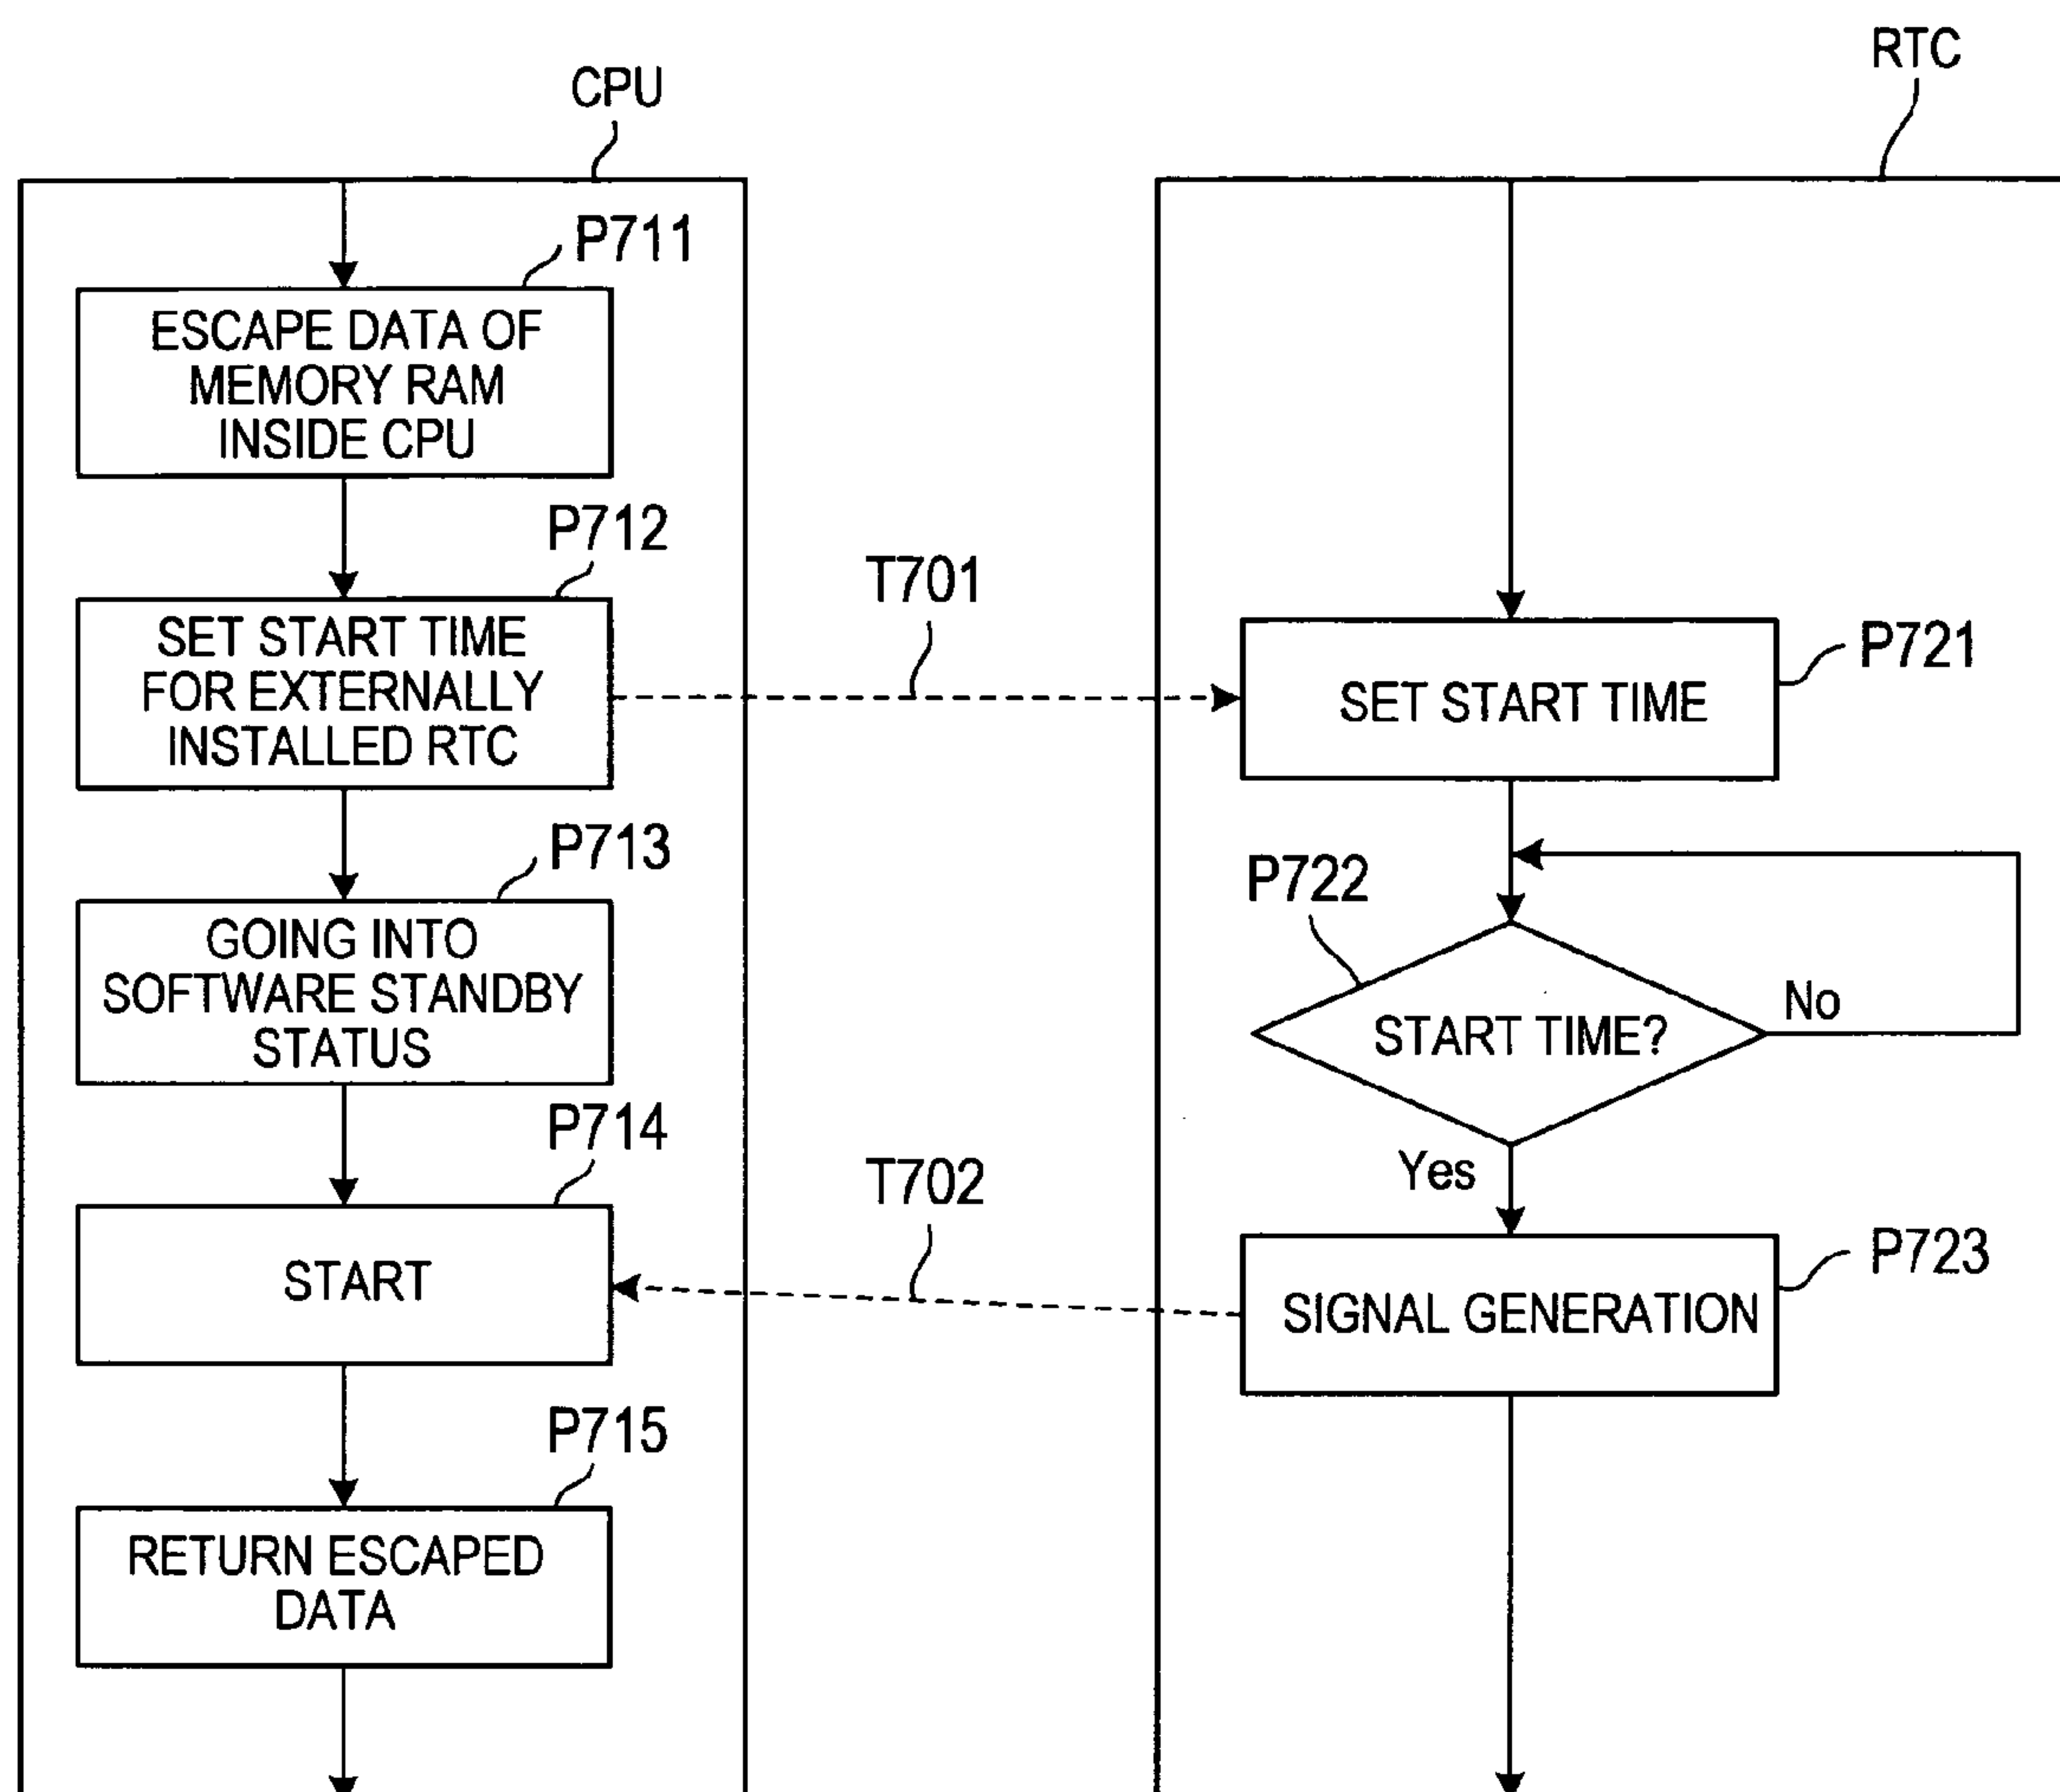 CPU
P711
ESCAPE DATA OF
MEMORY RAM
INSIDE CPU
P712
SET START TIME
FOR EXTERNALLY
INSTALLED RTC
P713
GOING INTO
SOFTWARE STANDBY
STATUS
P714
START
P715
RETURN ESCAPED
DATA
T701
T702
RTC
P721
SET START TIME
P722
START TIME?
No
Yes
P723
SIGNAL GENERATION